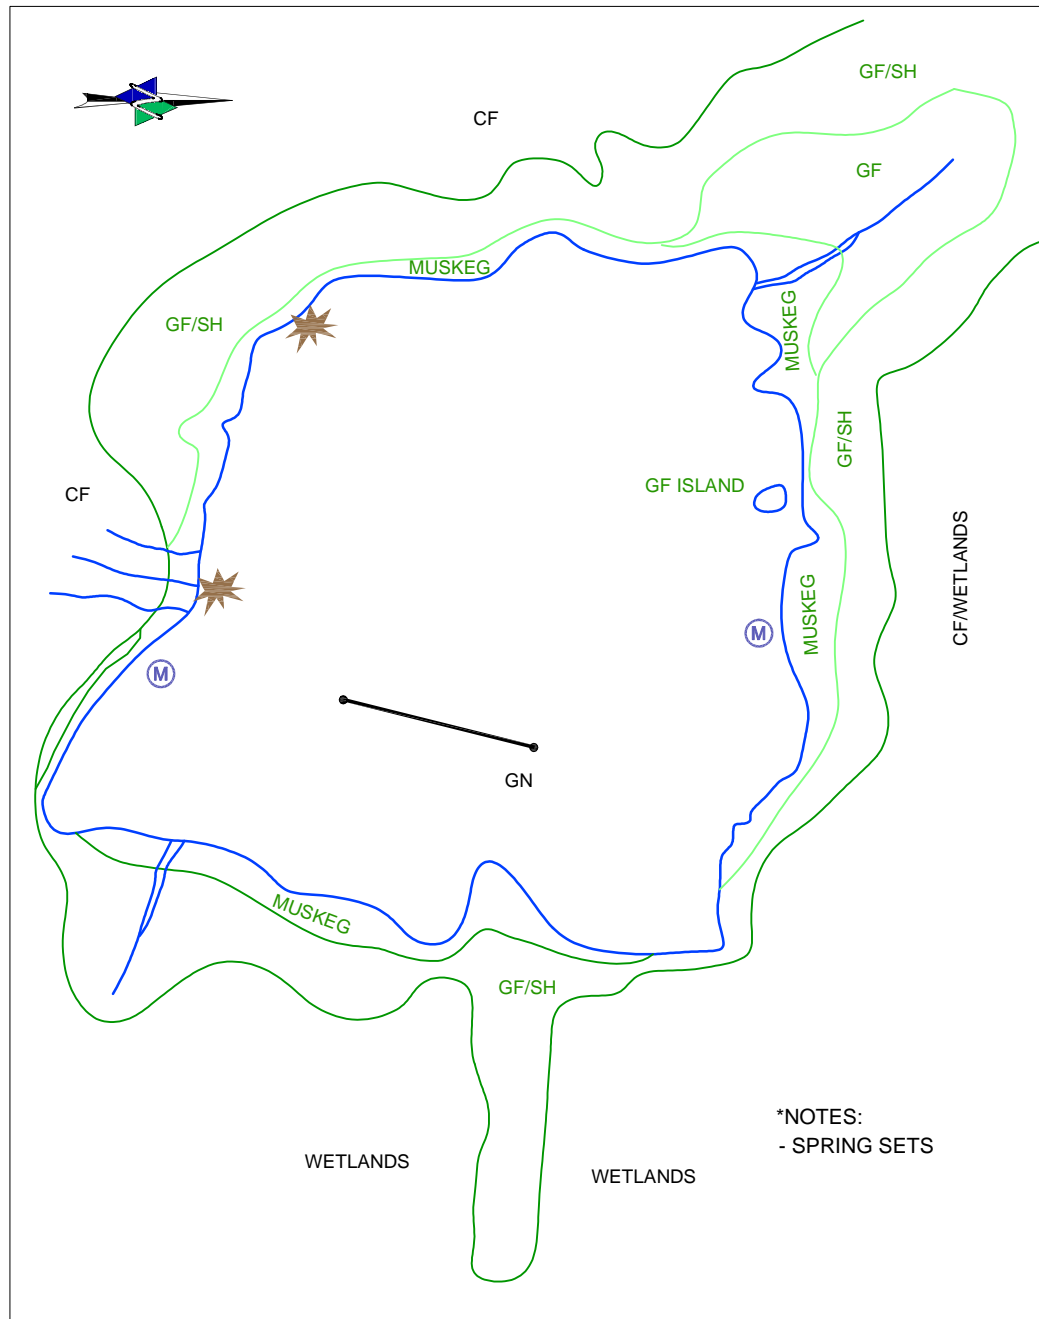 GF/SH
CF
GF
MUSKEG
MUSKEG
GF/SH
GF/SH
GF ISLAND
CF
CF/WETLANDS
MUSKEG
M
M
GN
MUSKEG
GF/SH
*NOTES:
- SPRING SETS
WETLANDS
WETLANDS